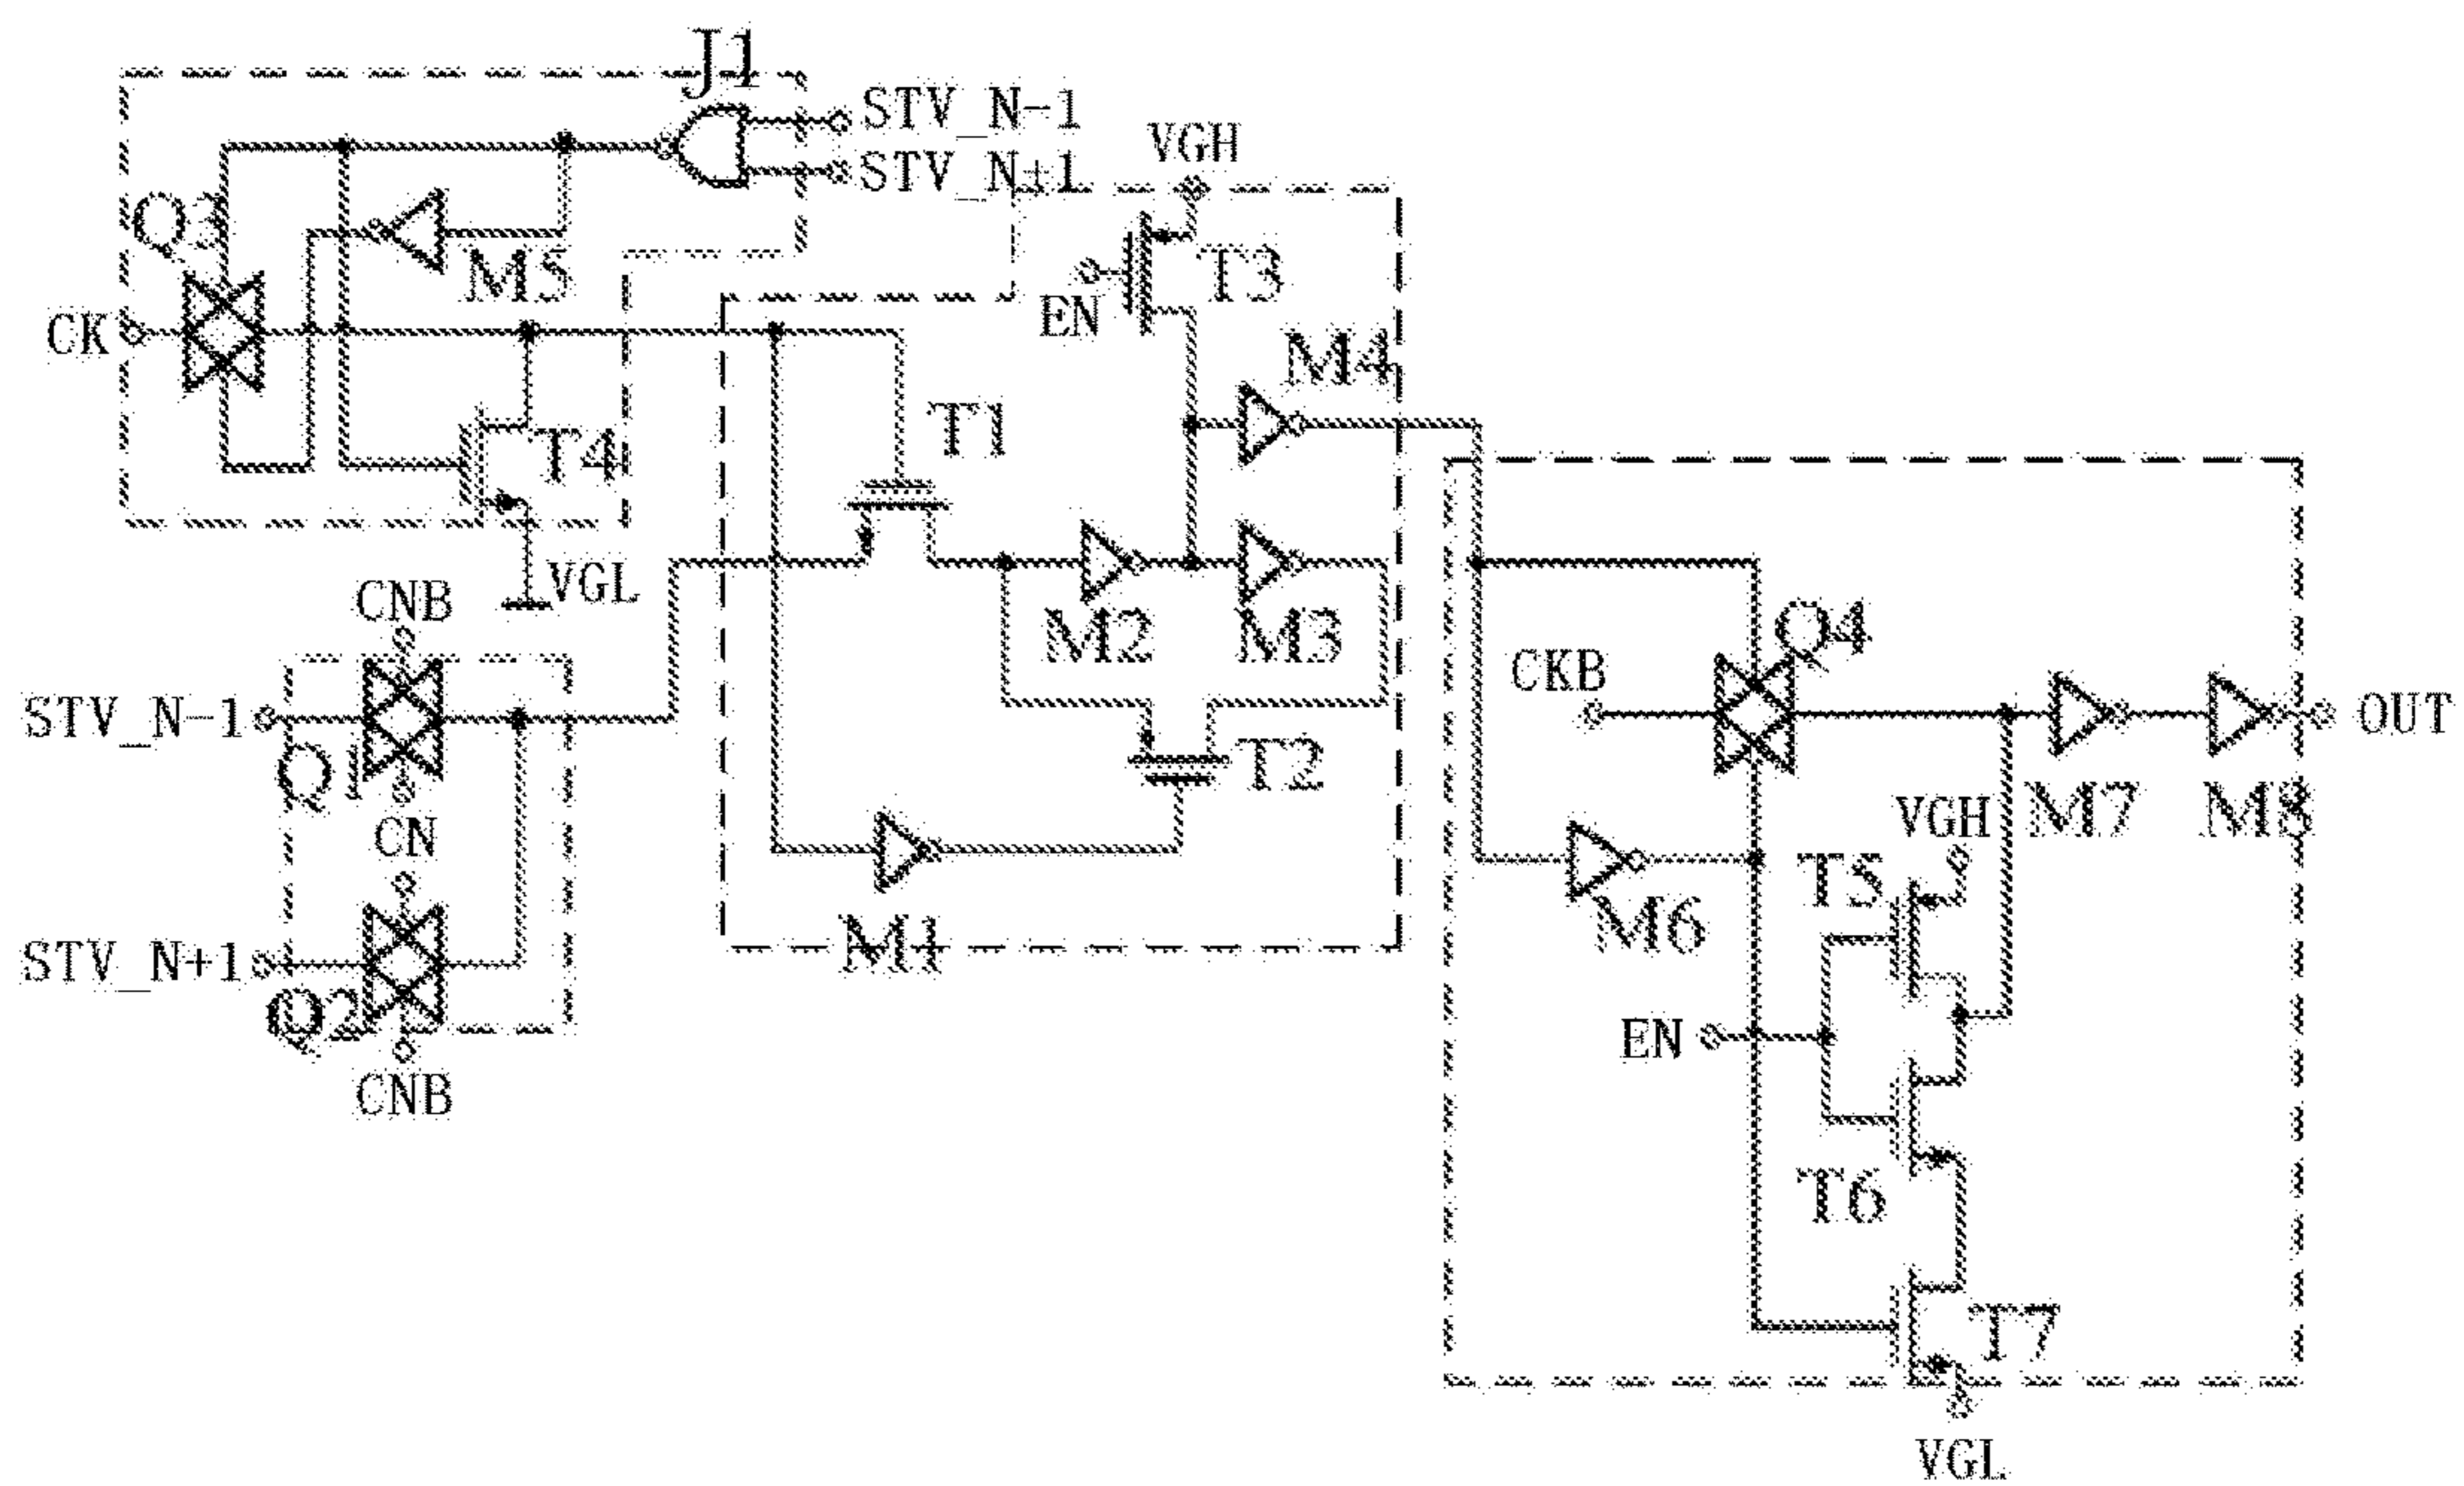 J1
STV_N-1
STV_N+1
VGH
Q3
M5
T3
EN
CK
M4
T1
T4
VGL
CNB
M2
M3
Q4
CKB
STV_N-1
Q1
T2
OUT
CN
VGH
M7
M8
T5
M6
M1
STV_N+1
Q2
EN
CNB
T6
T7
VGL